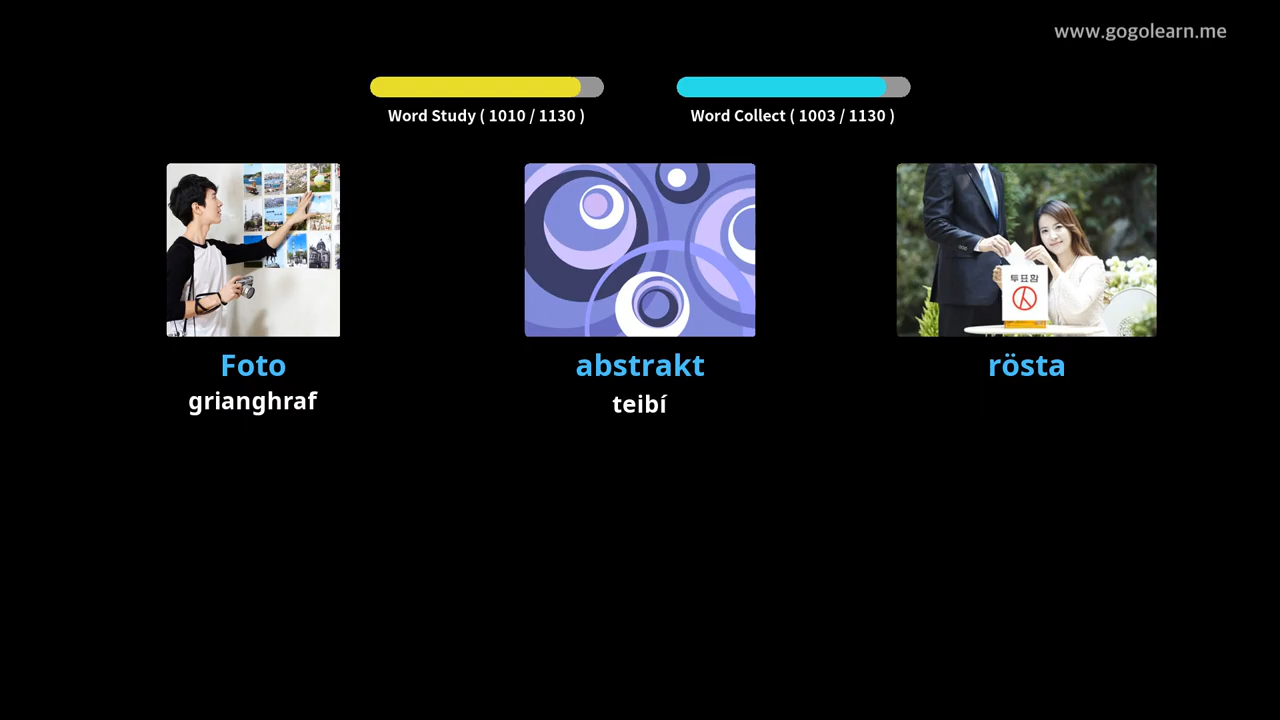 www.gogolearn.me
Word Study ( 1010 / 1130 )
Word Collect ( 1003 / 1130 )
투표함
Foto
abstrakt
rösta
grianghraf
teibí